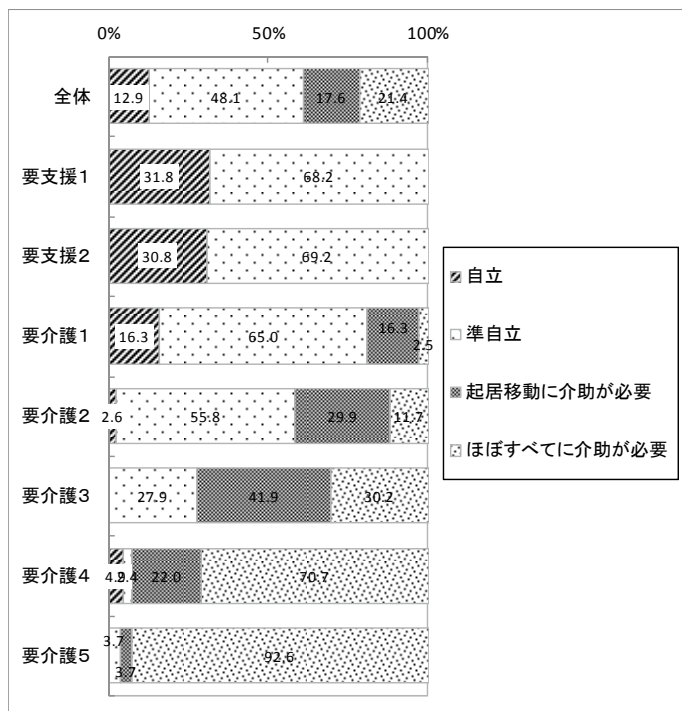 0% 50% 100%
全体 12.9 48.1 17.6 21.4
要支援1 31.8 68.2
要支援2 30.8 69.2
要介護1 16.3 65.0 16.3 2.5
要介護2 2.6 55.8 29.9 11.7
要介護3 27.9 41.9 30.2
要介護4 4.9 2.4 22.0 70.7
要介護5 3.7 3.7 92.6
自立
準自立
起居移動に介助が必要
ほぼすべてに介助が必要